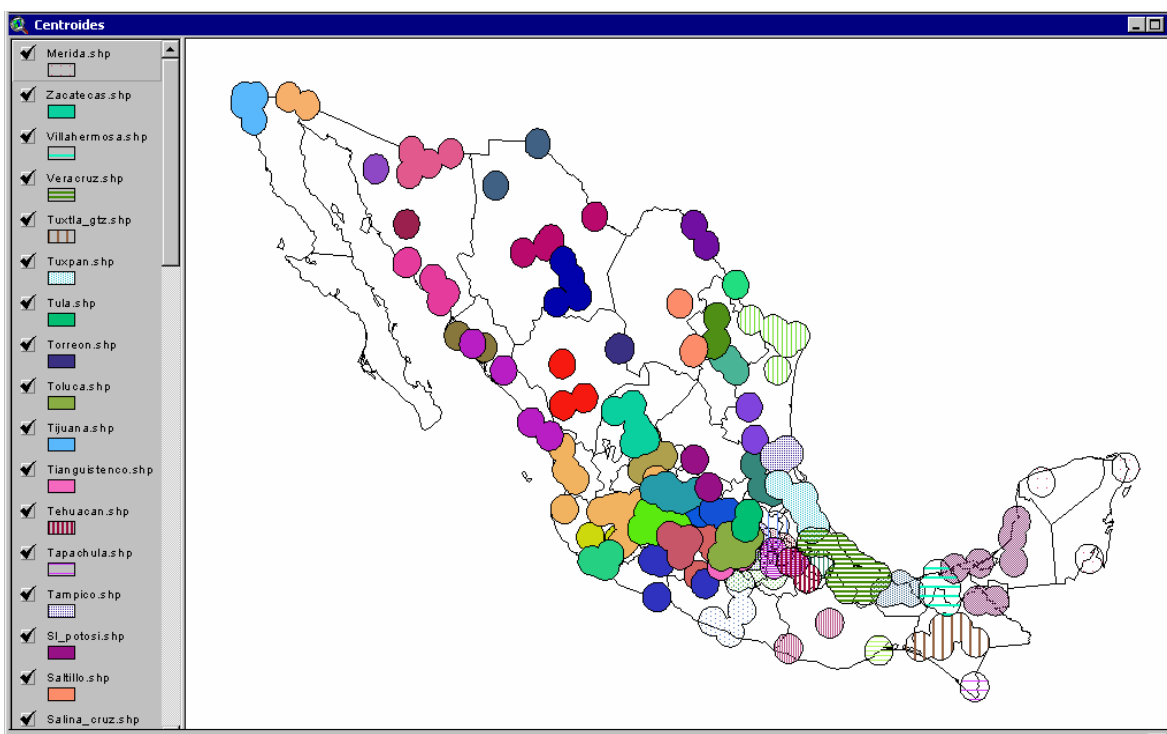 Centroides
Merida.shp
Zacatecas.shp
Villahermosa.shp
Veracruz.shp
Tuxtla_gtz.shp
Tuxpan.shp
Tula.shp
Torreon.shp
Toluca.shp
Tijuana.shp
Tianguistenco.shp
Tehuacan.shp
Tapachula.shp
Tampico.shp
Sl_potosi.shp
Saltillo.shp
Salina_cruz.shp